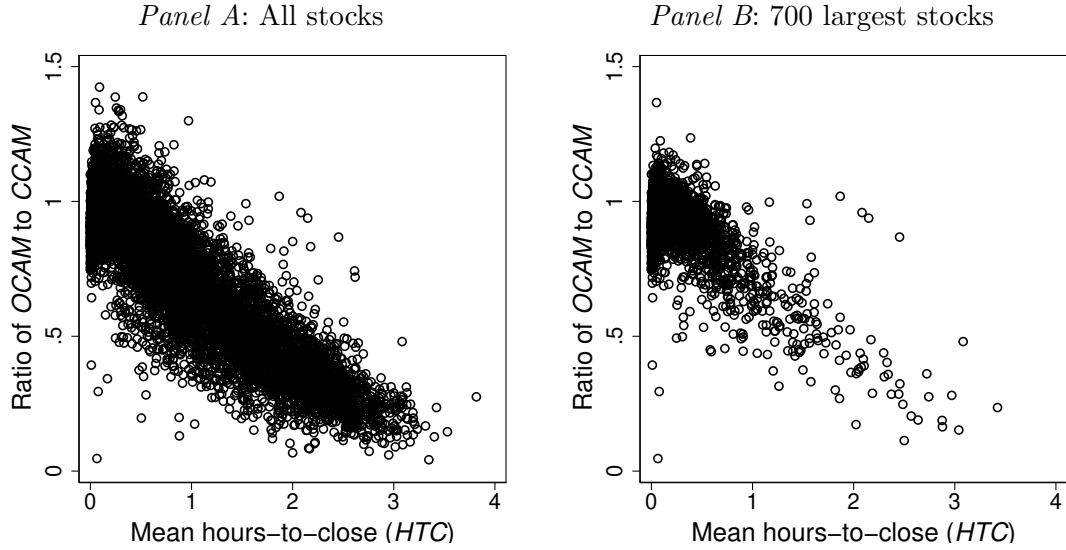 Panel A: All stocks
Ratio of OCAM to CCAM
1.5
1
.5
0
0 1 2 3 4
Mean hours−to−close (HTC)
Panel B: 700 largest stocks
Ratio of OCAM to CCAM
1.5
1
.5
0
0 1 2 3 4
Mean hours−to−close (HTC)